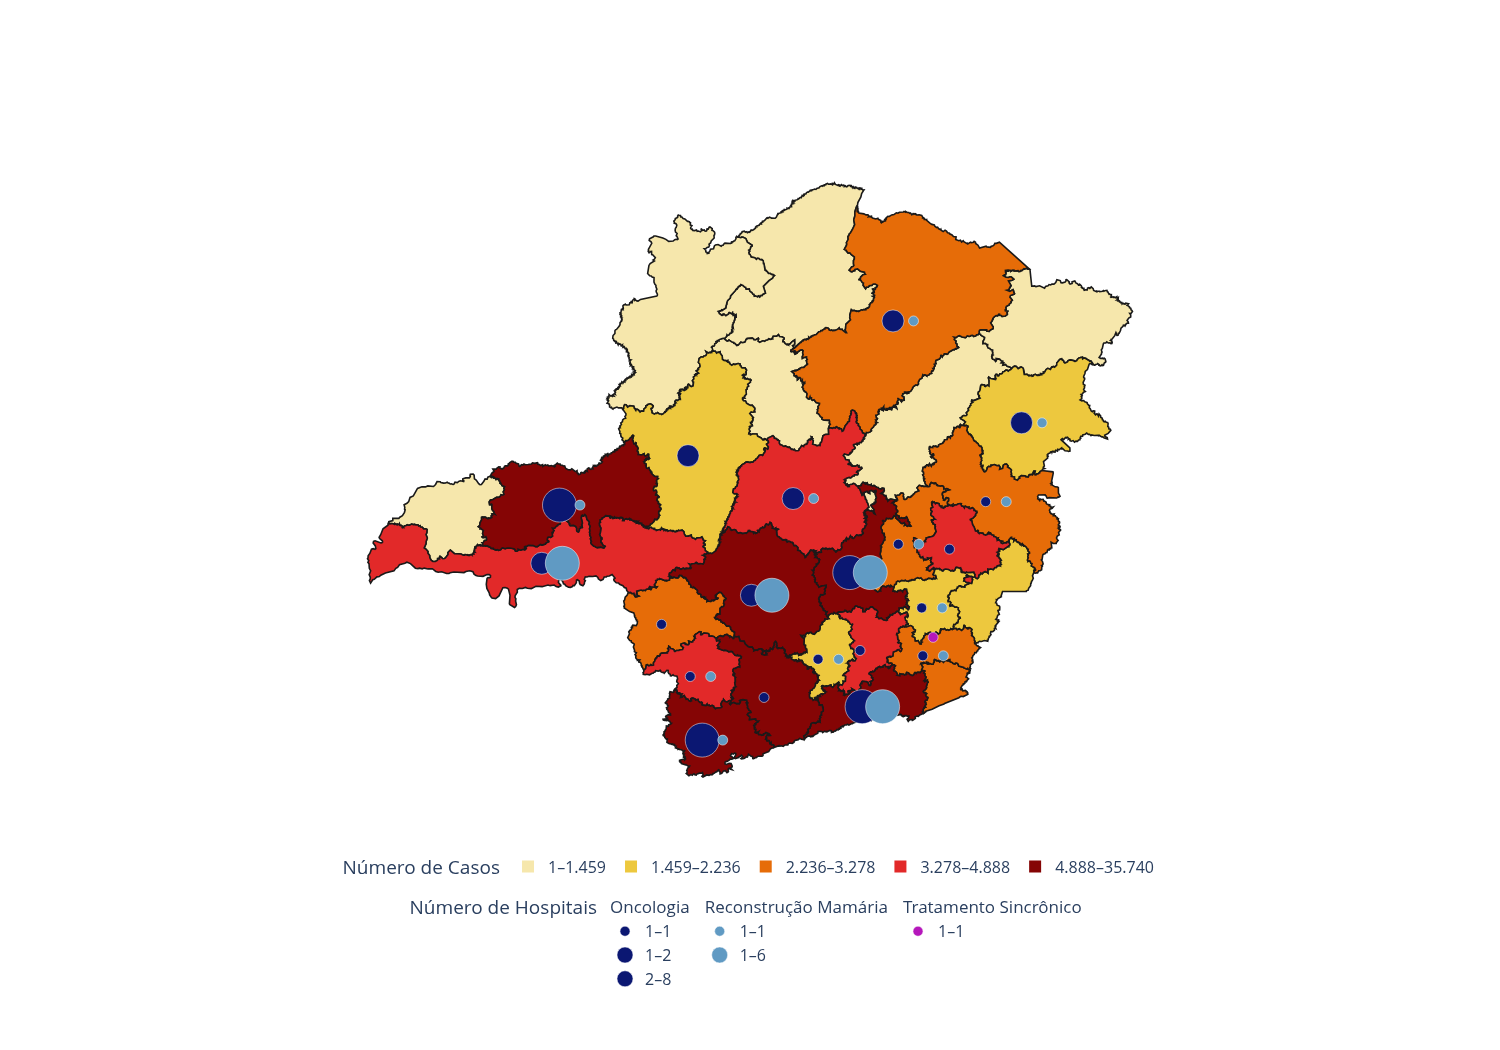 Número de Casos 1–1.459 1.459–2.236 2.236–3.278 3.278–4.888 4.888–35.740
Número de Hospitais Oncologia Reconstrução Mamária Tratamento Sincrônico
1–1 1–1 1–1
1–2 1–6
2–8